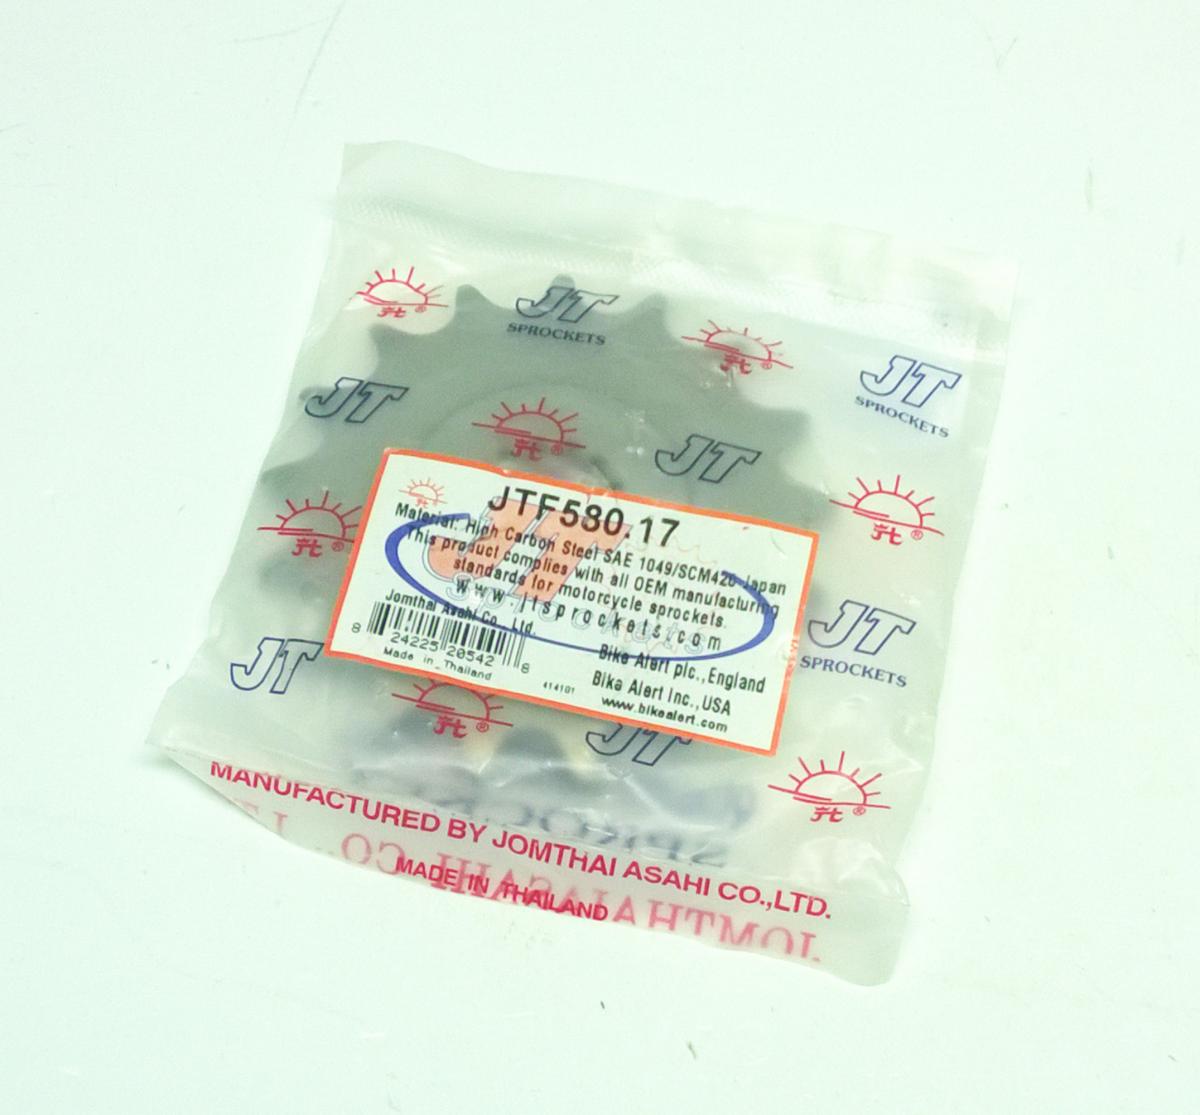 JT
SPROCKETS
JT
SPROCKETS
JT
JT
JTF580.17
Material: High Carbon Steel SAE 1049/SCM420 Japan
This product complies with all OEM manufacturing
standards for motorcycle sprockets.
www.jtsprockets.com
Jomthai Asahi Co., Ltd.
8 24225 20542 8
Made in Thailand
414101
Bike Alert plc., England
Bike Alert Inc., USA
www.bikealert.com
JT
SPROCKETS
JT
JT
MANUFACTURED BY JOMTHAI ASAHI CO.,LTD.
MADE IN THAILAND